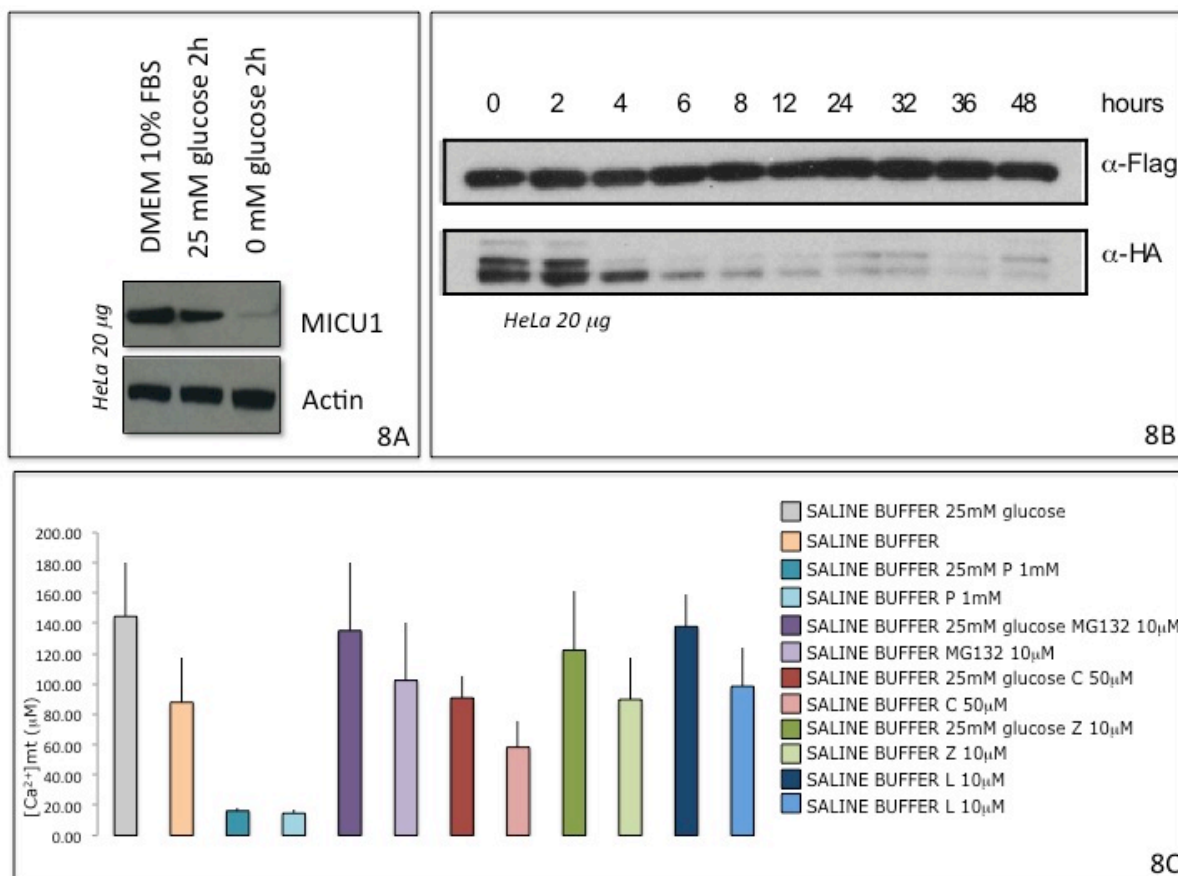 DMEM 10% FBS
25 mM glucose 2h
0 mM glucose 2h
HeLa 20 µg
MICU1
Actin
8A
0 2 4 6 8 12 24 32 36 48 hours
α-Flag
α-HA
HeLa 20 µg
8B
[Ca²⁺]mt (µM)
200.00
180.00
160.00
140.00
120.00
100.00
80.00
60.00
40.00
20.00
0.00
SALINE BUFFER 25mM glucose
SALINE BUFFER
SALINE BUFFER 25mM P 1mM
SALINE BUFFER P 1mM
SALINE BUFFER 25mM glucose MG132 10µM
SALINE BUFFER MG132 10µM
SALINE BUFFER 25mM glucose C 50µM
SALINE BUFFER C 50µM
SALINE BUFFER 25mM glucose Z 10µM
SALINE BUFFER Z 10µM
SALINE BUFFER L 10µM
SALINE BUFFER L 10µM
8C